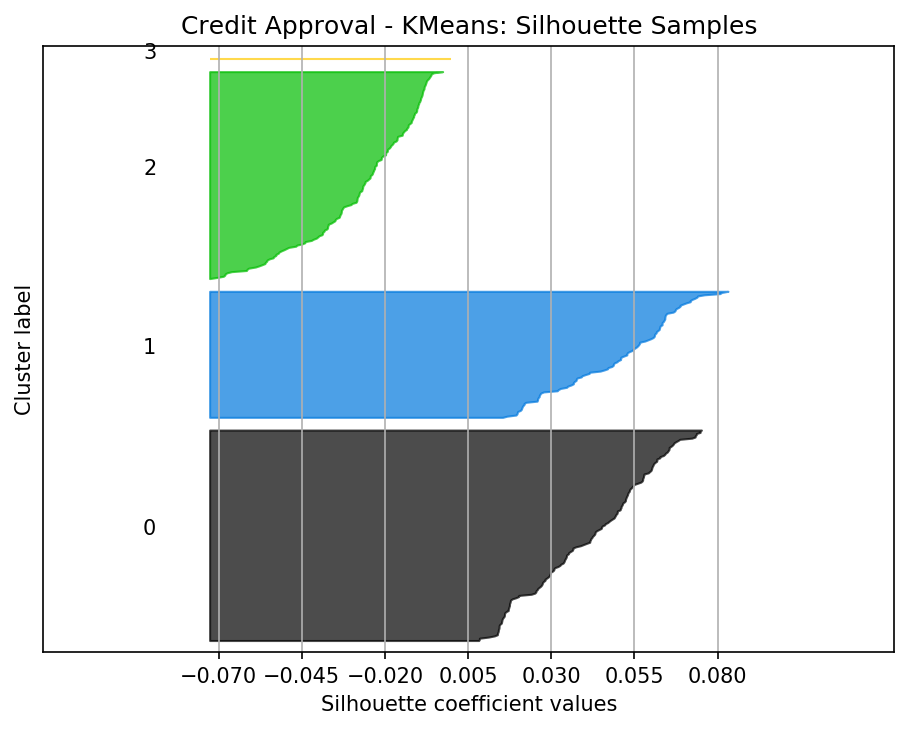 Credit Approval - KMeans: Silhouette Samples
3
2
1
0
Cluster label
−0.070 −0.045 −0.020 0.005 0.030 0.055 0.080
Silhouette coefficient values